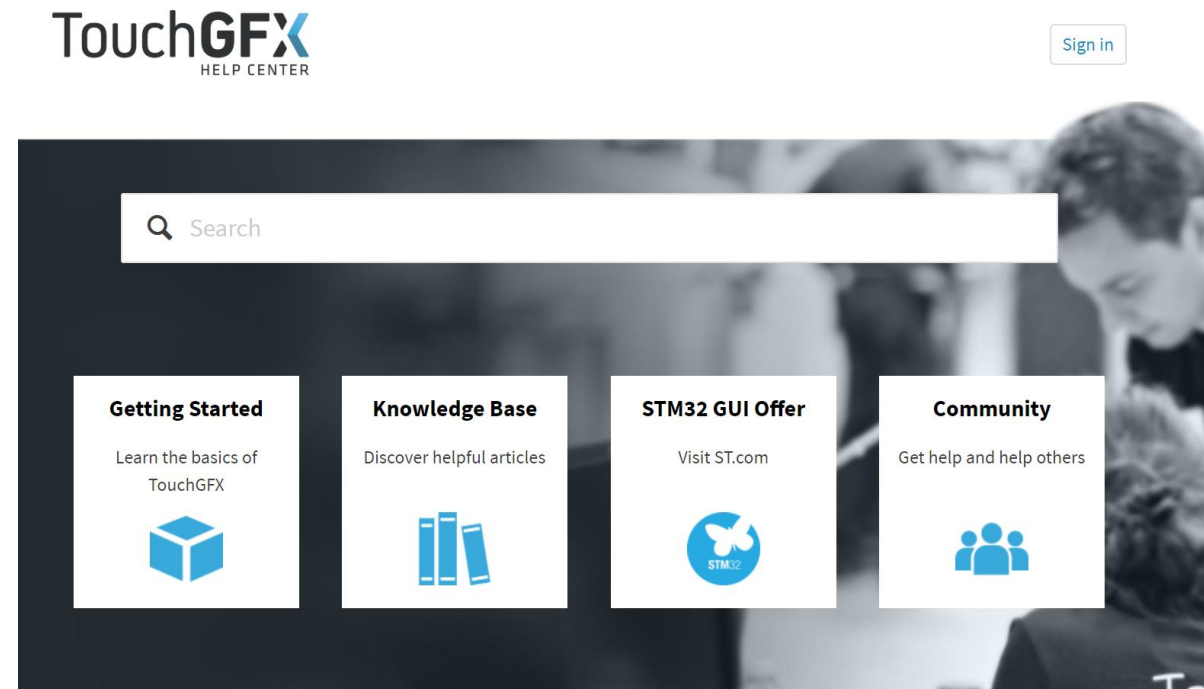 TouchGFX
HELP CENTER
Sign in
Search
Getting Started
Learn the basics of
TouchGFX
Knowledge Base
Discover helpful articles
STM32 GUI Offer
Visit ST.com
STM32
Community
Get help and help others